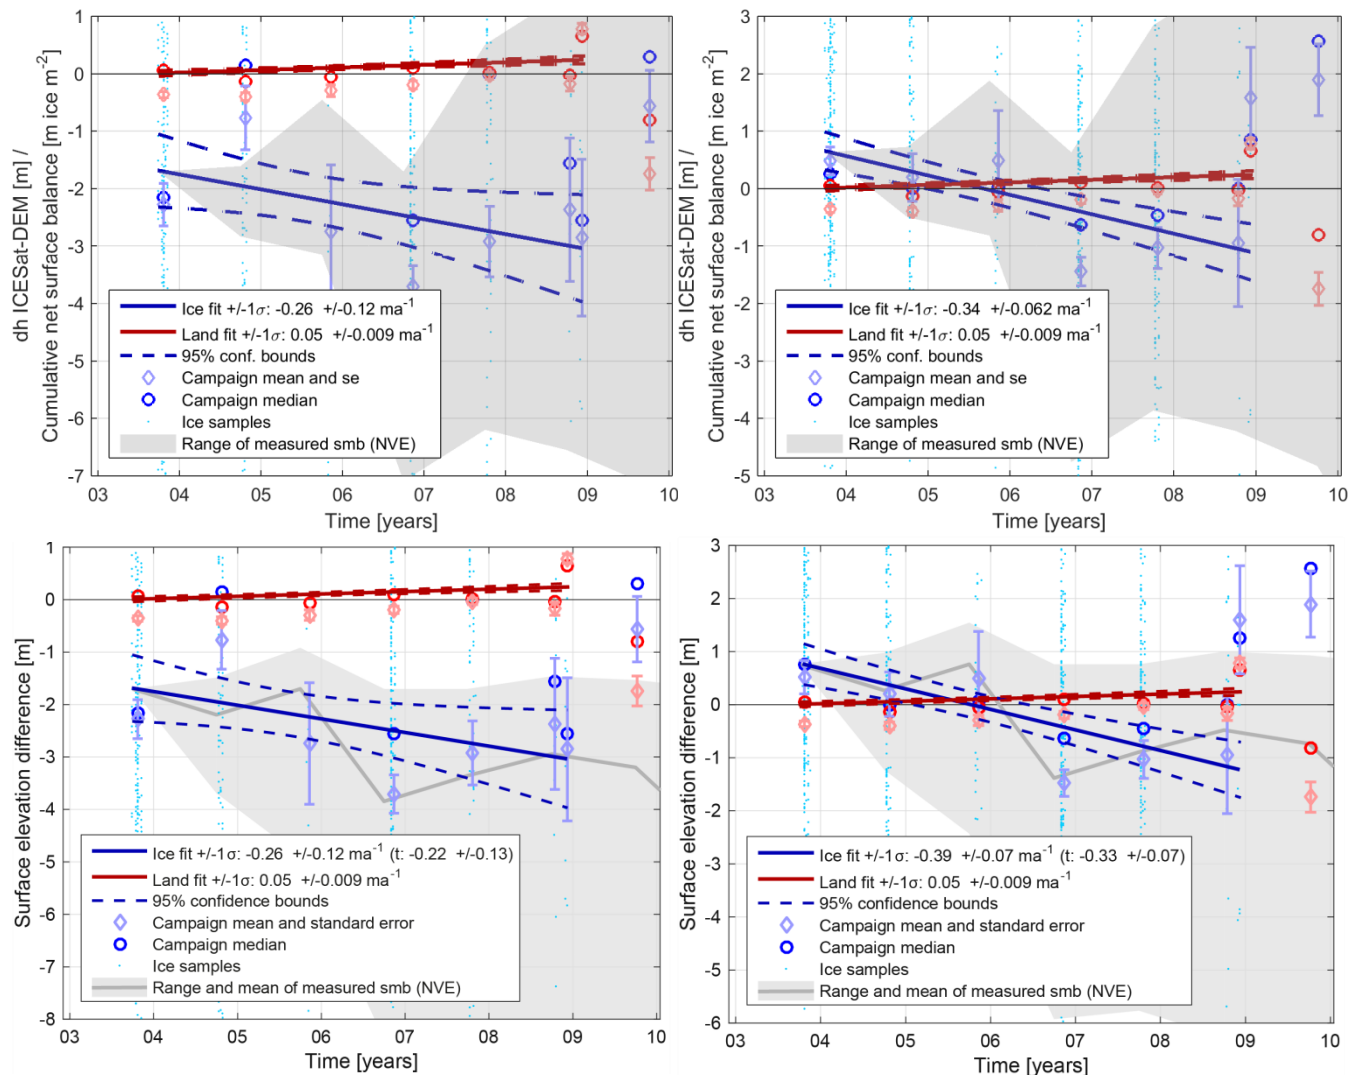 dh ICESat-DEM [m] /
Cumulative net surface balance [m ice m-2]
1
0
-1
-2
-3
-4
-5
-6
-7
Ice fit +/-1σ: -0.26 +/-0.12 ma-1
Land fit +/-1σ: 0.05 +/-0.009 ma-1
95% conf. bounds
Campaign mean and se
Campaign median
Ice samples
Range of measured smb (NVE)
03 04 05 06 07 08 09 10
Time [years]
dh ICESat-DEM [m] /
Cumulative net surface balance [m ice m-2]
3
2
1
0
-1
-2
-3
-4
-5
Ice fit +/-1σ: -0.34 +/-0.062 ma-1
Land fit +/-1σ: 0.05 +/-0.009 ma-1
95% conf. bounds
Campaign mean and se
Campaign median
Ice samples
Range of measured smb (NVE)
03 04 05 06 07 08 09 10
Time [years]
Surface elevation difference [m]
1
0
-1
-2
-3
-4
-5
-6
-7
-8
Ice fit +/-1σ: -0.26 +/-0.12 ma-1 (t: -0.22 +/-0.13)
Land fit +/-1σ: 0.05 +/-0.009 ma-1
95% confidence bounds
Campaign mean and standard error
Campaign median
Ice samples
Range and mean of measured smb (NVE)
03 04 05 06 07 08 09 10
Time [years]
Surface elevation difference [m]
3
2
1
0
-1
-2
-3
-4
-5
-6
Ice fit +/-1σ: -0.39 +/-0.07 ma-1 (t: -0.33 +/-0.07)
Land fit +/-1σ: 0.05 +/-0.009 ma-1
95% confidence bounds
Campaign mean and standard error
Campaign median
Ice samples
Range and mean of measured smb (NVE)
03 04 05 06 07 08 09 10
Time [years]